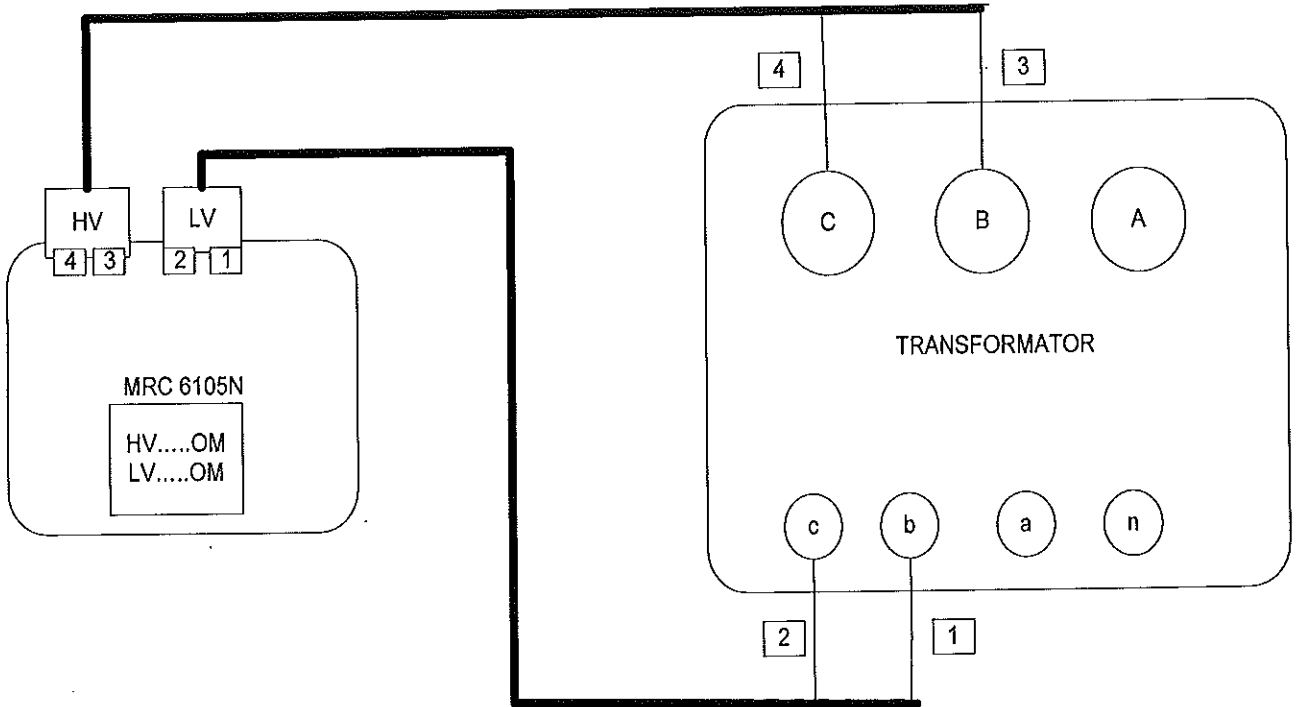 4
3
HV
LV
4 3
2 1
C
B
A
TRANSFORMATOR
MRC 6105N
HV.....OM
LV.....OM
c
b
a
n
2
1